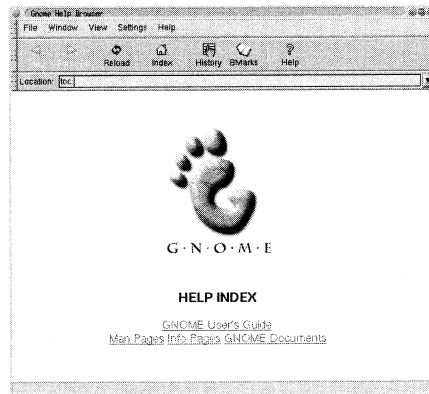 Gnome Help Browser
File Window View Settings Help
Reload Index History BMarks Help
Location: toc:
G·N·O·M·E
HELP INDEX
GNOME User's Guide
Man Pages Info Pages GNOME Documents